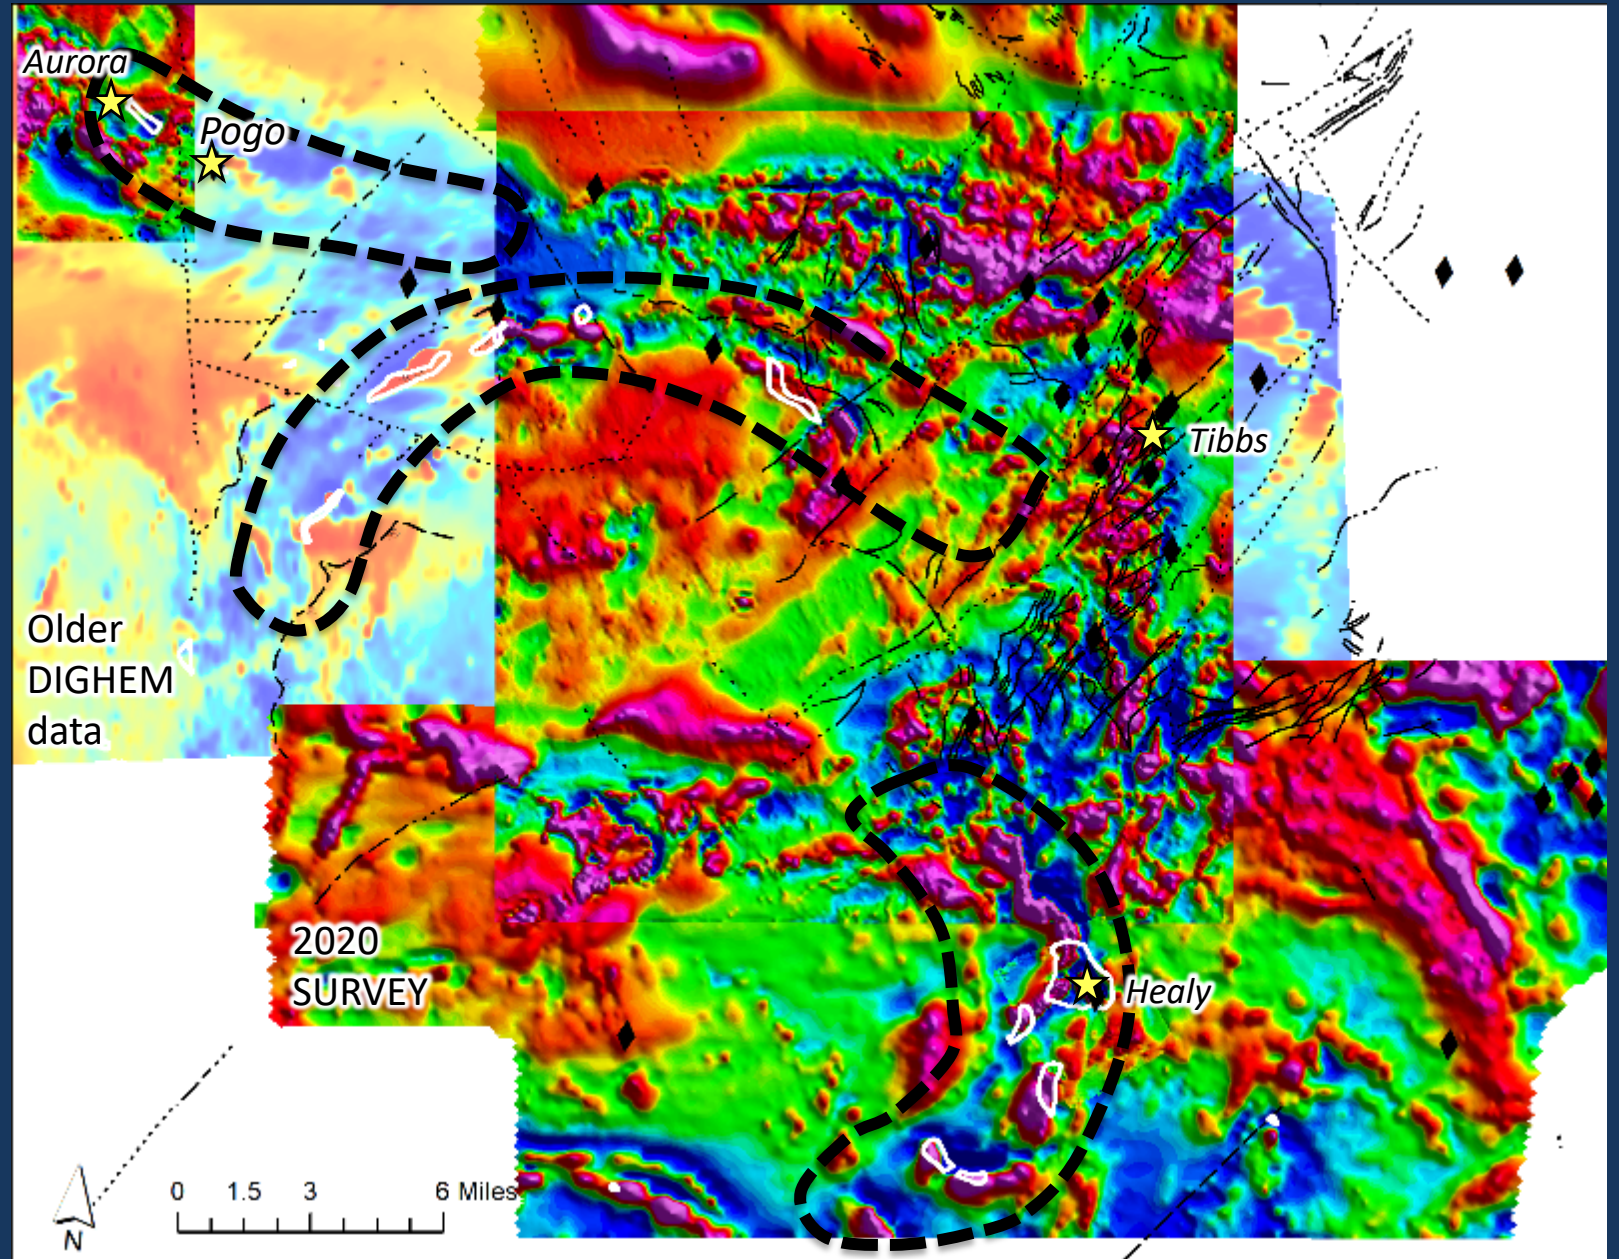 Aurora
Pogo
Tibbs
Older
DIGHEM
data
2020
SURVEY
Healy
0 1.5 3 6 Miles
N